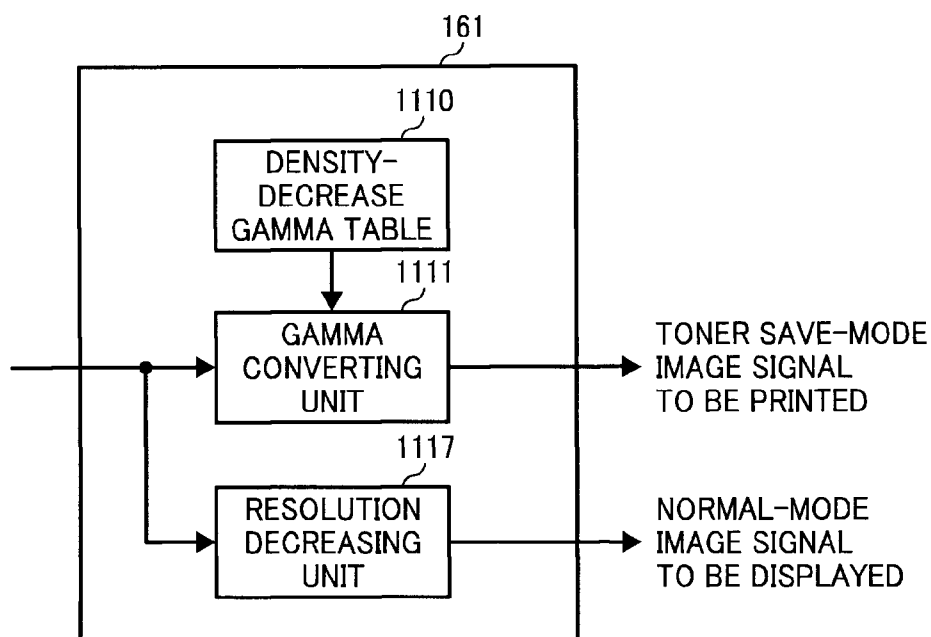 161
1110
DENSITY-
DECREASE
GAMMA TABLE
1111
GAMMA
CONVERTING
UNIT
TONER SAVE-MODE
IMAGE SIGNAL
TO BE PRINTED
1117
RESOLUTION
DECREASING
UNIT
NORMAL-MODE
IMAGE SIGNAL
TO BE DISPLAYED